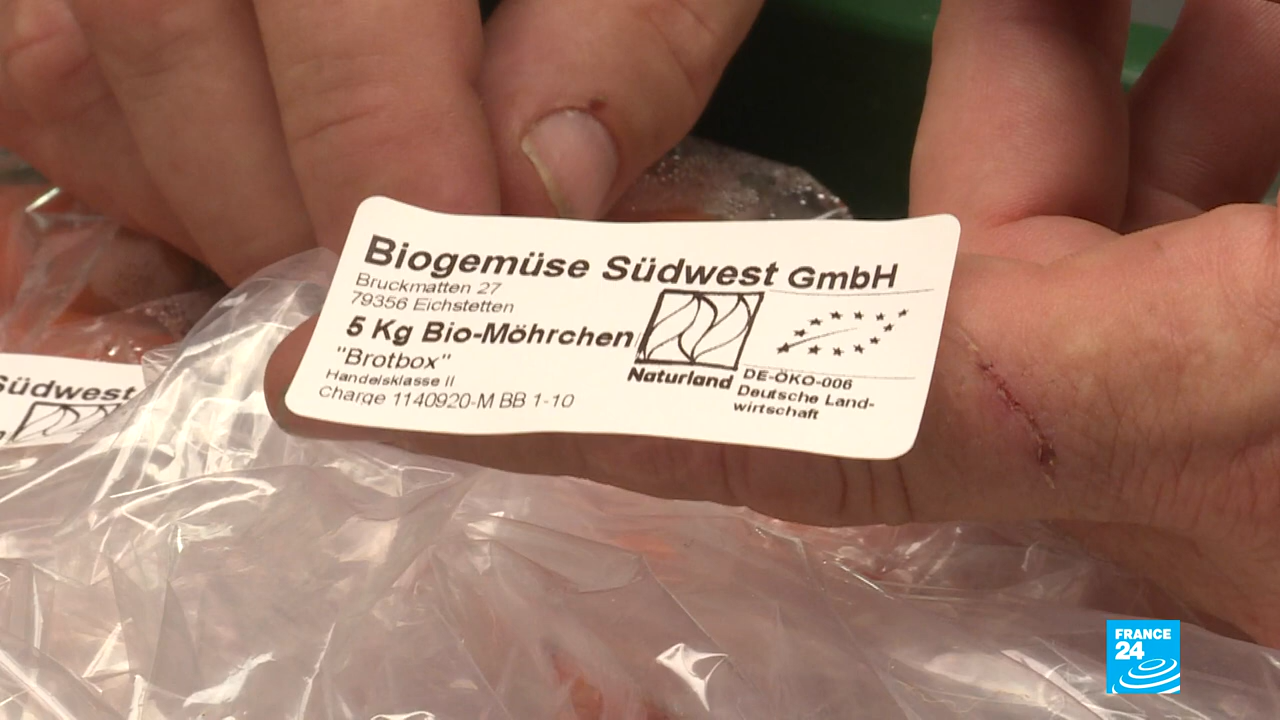 Biogemüse Südwest GmbH
Bruckmatten 27
79356 Eichstetten
5 Kg Bio-Möhrchen
"Brotbox"
Handelsklasse II
Charge 1140920-M BB 1-10
Naturland
DE-ÖKO-006
Deutsche Land-
wirtschaft
Südwest
FRANCE
24